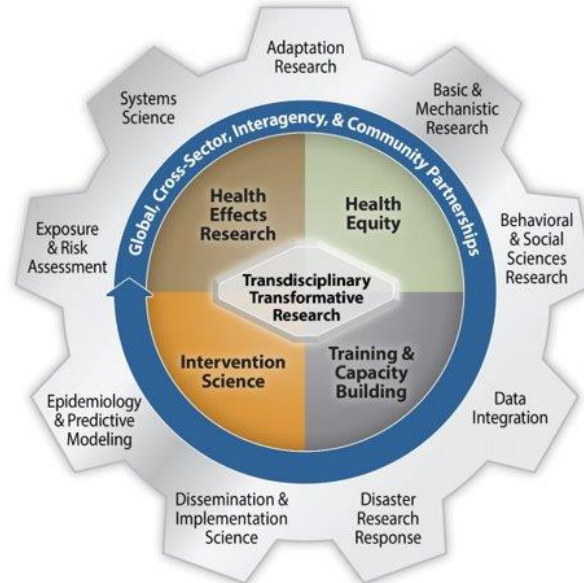 Adaptation
Research
Basic &
Mechanistic
Research
Behavioral
& Social
Sciences
Research
Data
Integration
Disaster
Research
Response
Dissemination &
Implementation
Science
Epidemiology
& Predictive
Modeling
Exposure
& Risk
Assessment
Systems
Science
Global, Cross-Sector, Interagency, & Community Partnerships
Health
Effects
Research
Health
Equity
Transdisciplinary
Transformative
Research
Intervention
Science
Training &
Capacity
Building